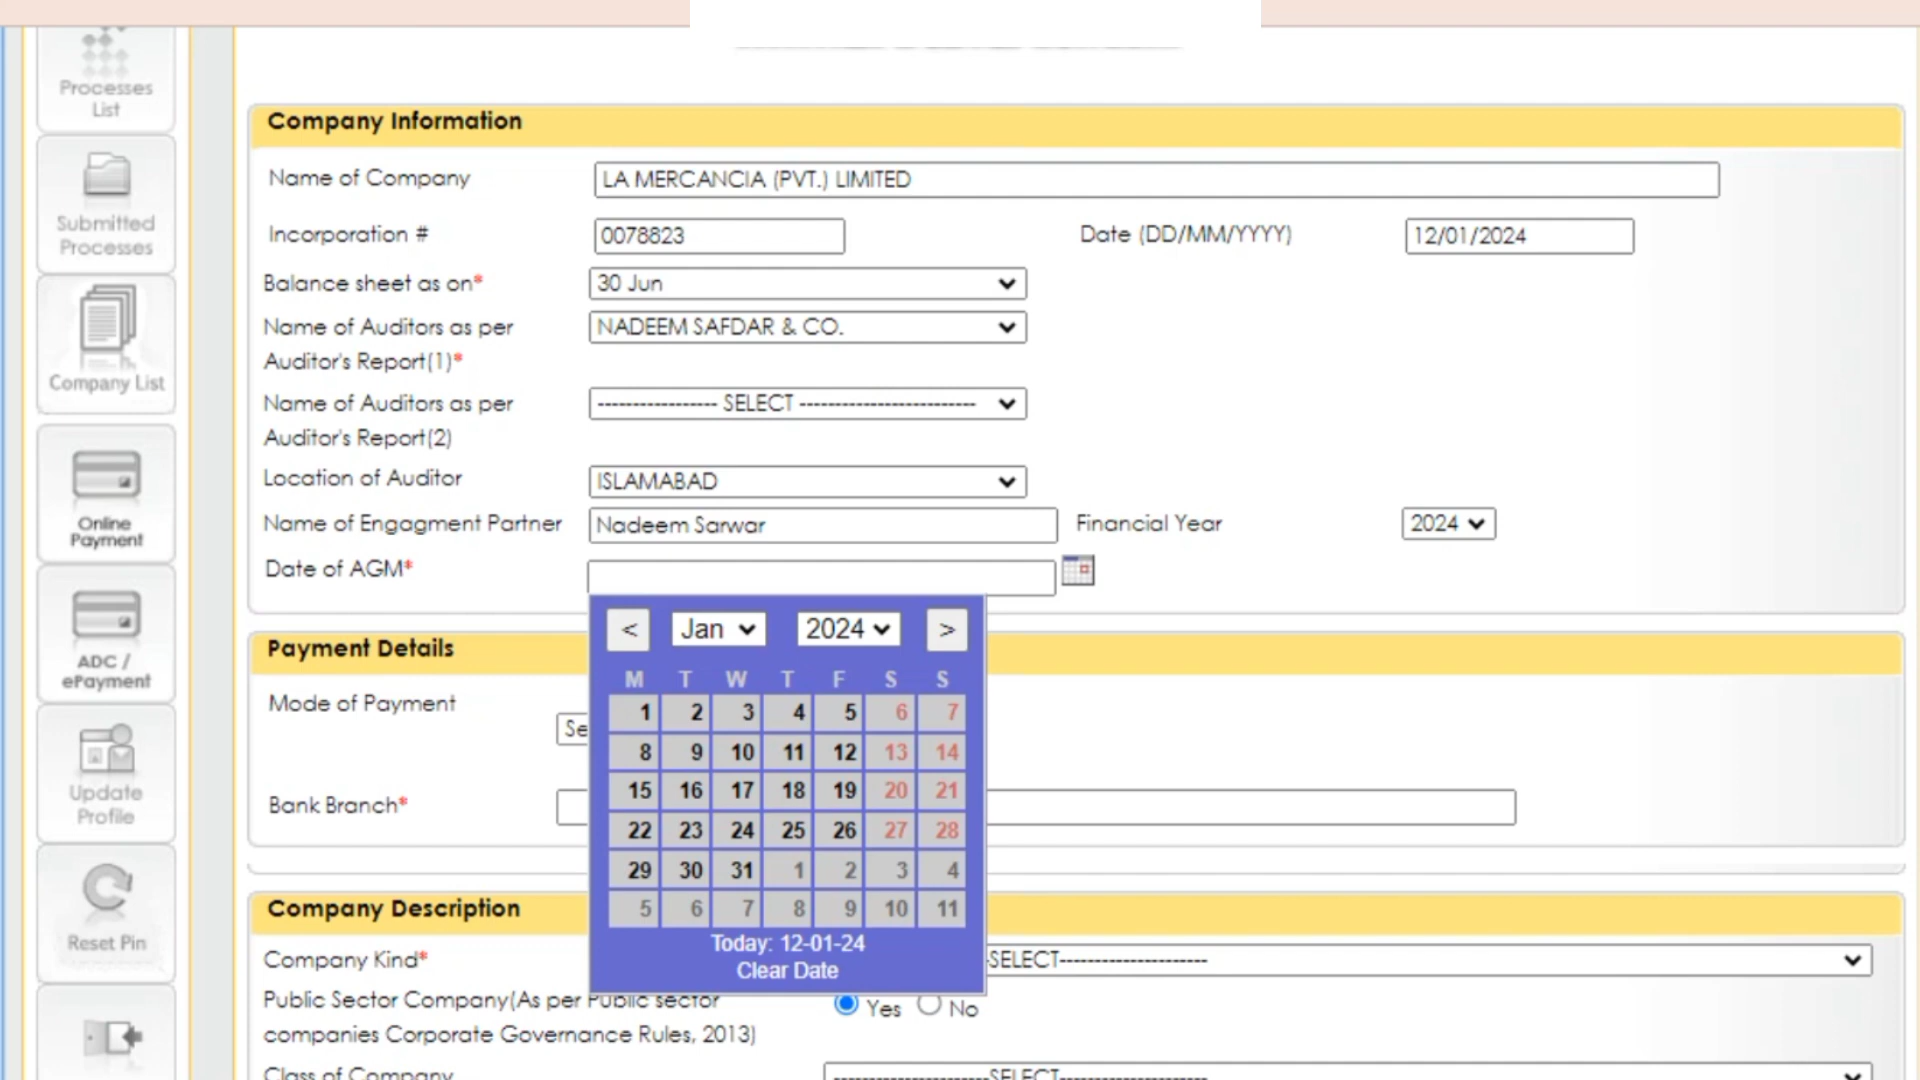 Processes
List
Submitted
Processes
Company List
Online
Payment
ADC /
ePayment
Update
Profile
Reset Pin
Company Information
Name of Company LA MERCANCIA (PVT.) LIMITED
Incorporation # 0078823 Date (DD/MM/YYYY) 12/01/2024
Balance sheet as on* 30 Jun
Name of Auditors as per NADEEM SAFDAR & CO.
Auditor's Report(1)*
Name of Auditors as per ----------------- SELECT -------------------------
Auditor's Report(2)
Location of Auditor ISLAMABAD
Name of Engagment Partner Nadeem Sarwar Financial Year 2024
Date of AGM*
< Jan 2024 >
M T W T F S S
1 2 3 4 5 6 7
8 9 10 11 12 13 14
15 16 17 18 19 20 21
22 23 24 25 26 27 28
29 30 31 1 2 3 4
5 6 7 8 9 10 11
Today: 12-01-24
Clear Date
Payment Details
Mode of Payment Se
Bank Branch*
Company Description
Company Kind* -SELECT---------------------
Public Sector Company(As per Public sector Yes No
companies Corporate Governance Rules, 2013)
Class of Company ----------------------SELECT---------------------